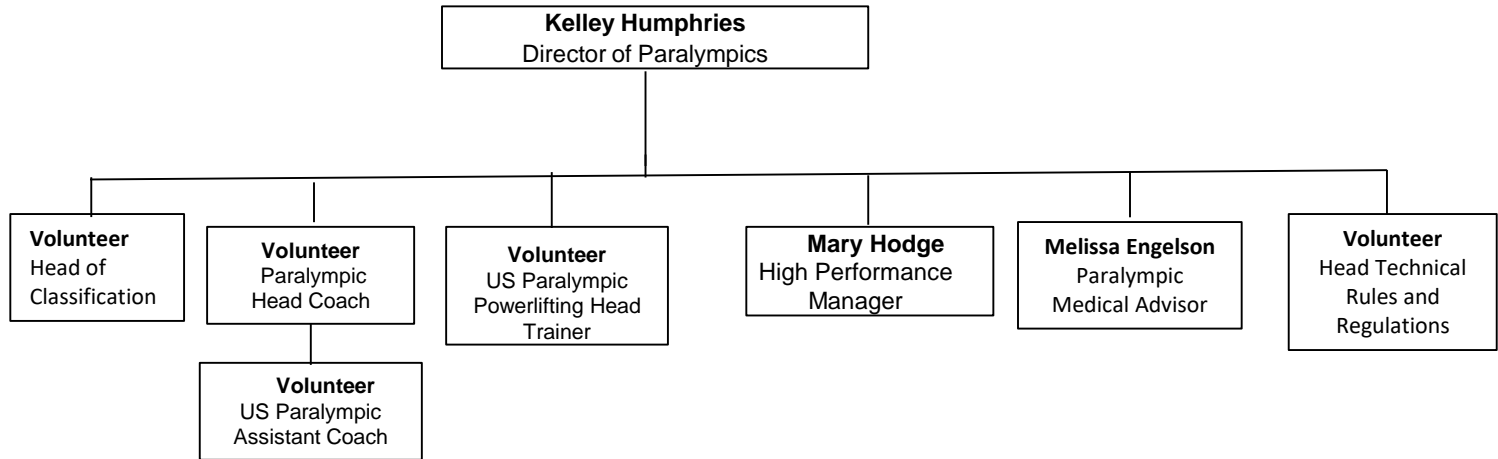 Kelley Humphries
Director of Paralympics
Volunteer
Head of
Classification
Volunteer
Paralympic
Head Coach
Volunteer
US Paralympic
Powerlifting Head
Trainer
Mary Hodge
High Performance
Manager
Melissa Engelson
Paralympic
Medical Advisor
Volunteer
Head Technical
Rules and
Regulations
Volunteer
US Paralympic
Assistant Coach